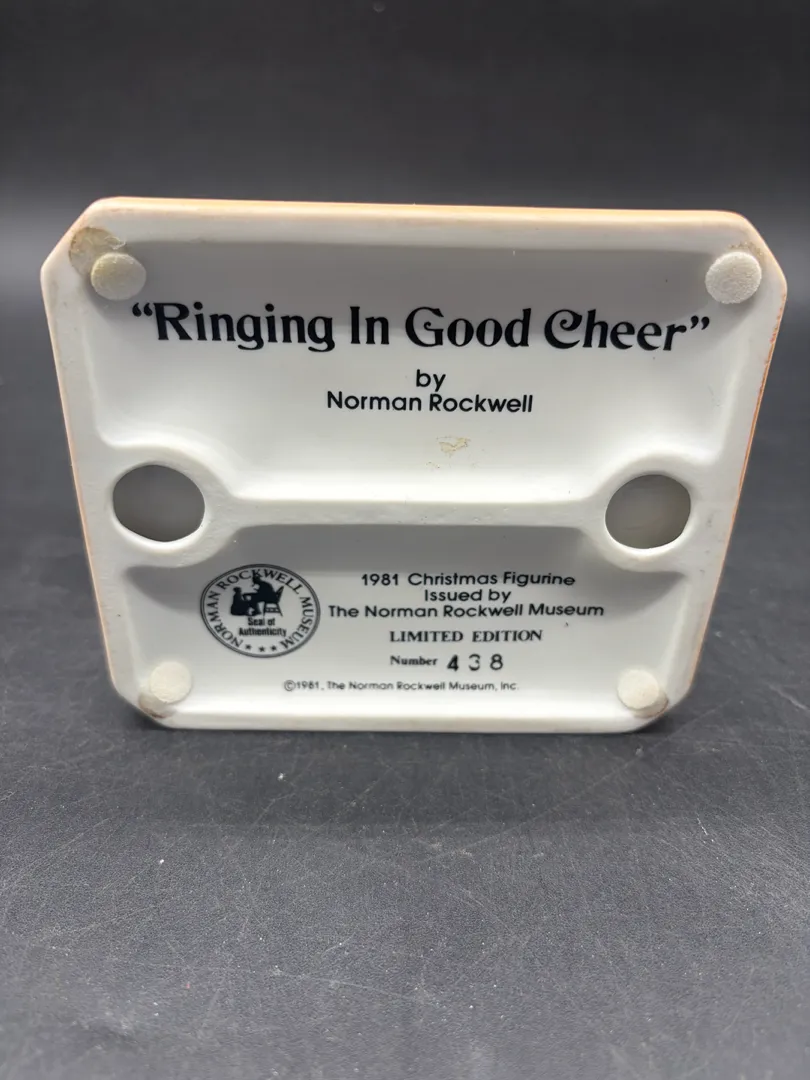 “Ringing In Good Cheer”
by
Norman Rockwell
NORMAN ROCKWELL MUSEUM
Seal of
Authenticity
1981 Christmas Figurine
Issued by
The Norman Rockwell Museum
LIMITED EDITION
Number 438
©1981, The Norman Rockwell Museum, Inc.